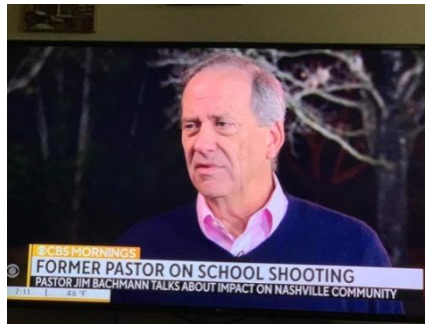 CBS MORNINGS
FORMER PASTOR ON SCHOOL SHOOTING
PASTOR JIM BACHMANN TALKS ABOUT IMPACT ON NASHVILLE COMMUNITY
7:11 46°F